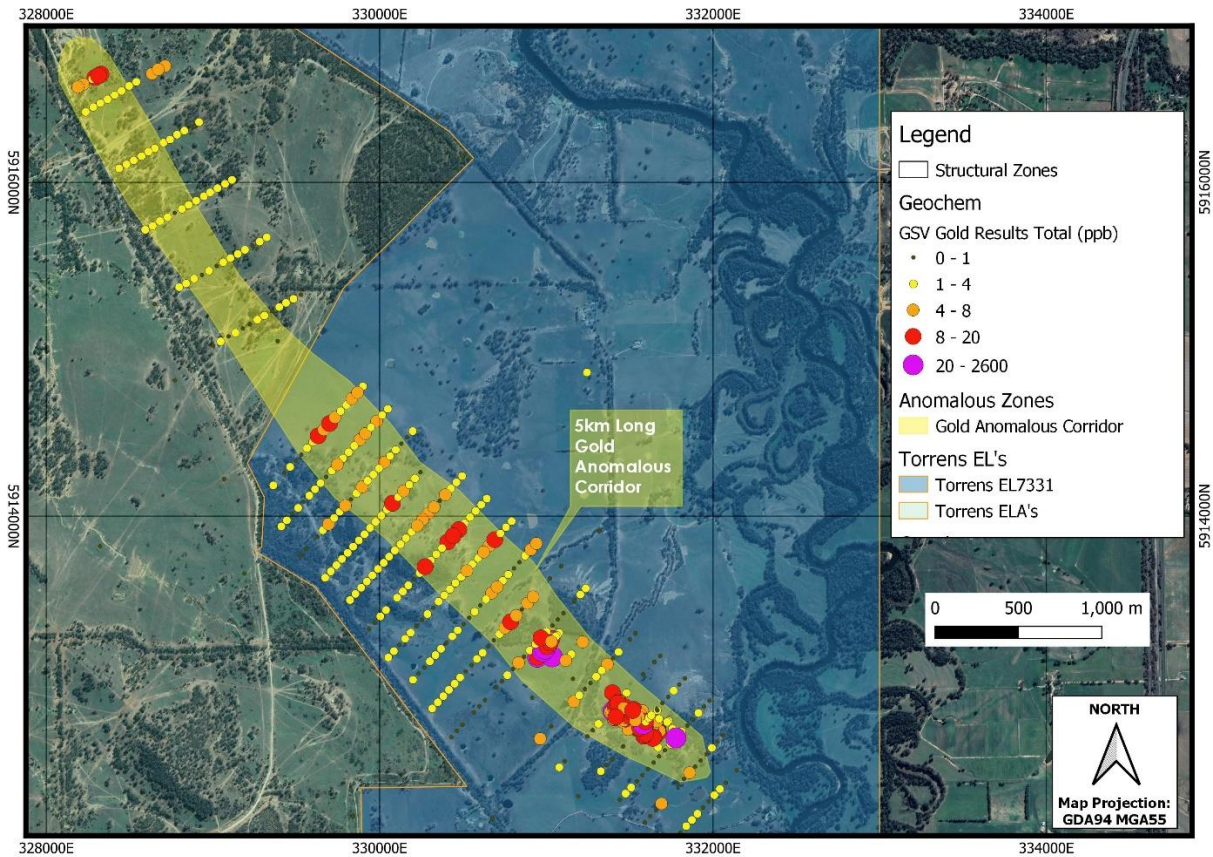 328000E
330000E
332000E
334000E
5916000N
5914000N
5916000N
5914000N
Legend
Structural Zones
Geochem
GSV Gold Results Total (ppb)
0 - 1
1 - 4
4 - 8
8 - 20
20 - 2600
Anomalous Zones
Gold Anomalous Corridor
Torrens EL's
Torrens EL7331
Torrens ELA's
5km Long
Gold
Anomalous
Corridor
0 500 1,000 m
NORTH
Map Projection:
GDA94 MGA55
328000E
330000E
332000E
334000E